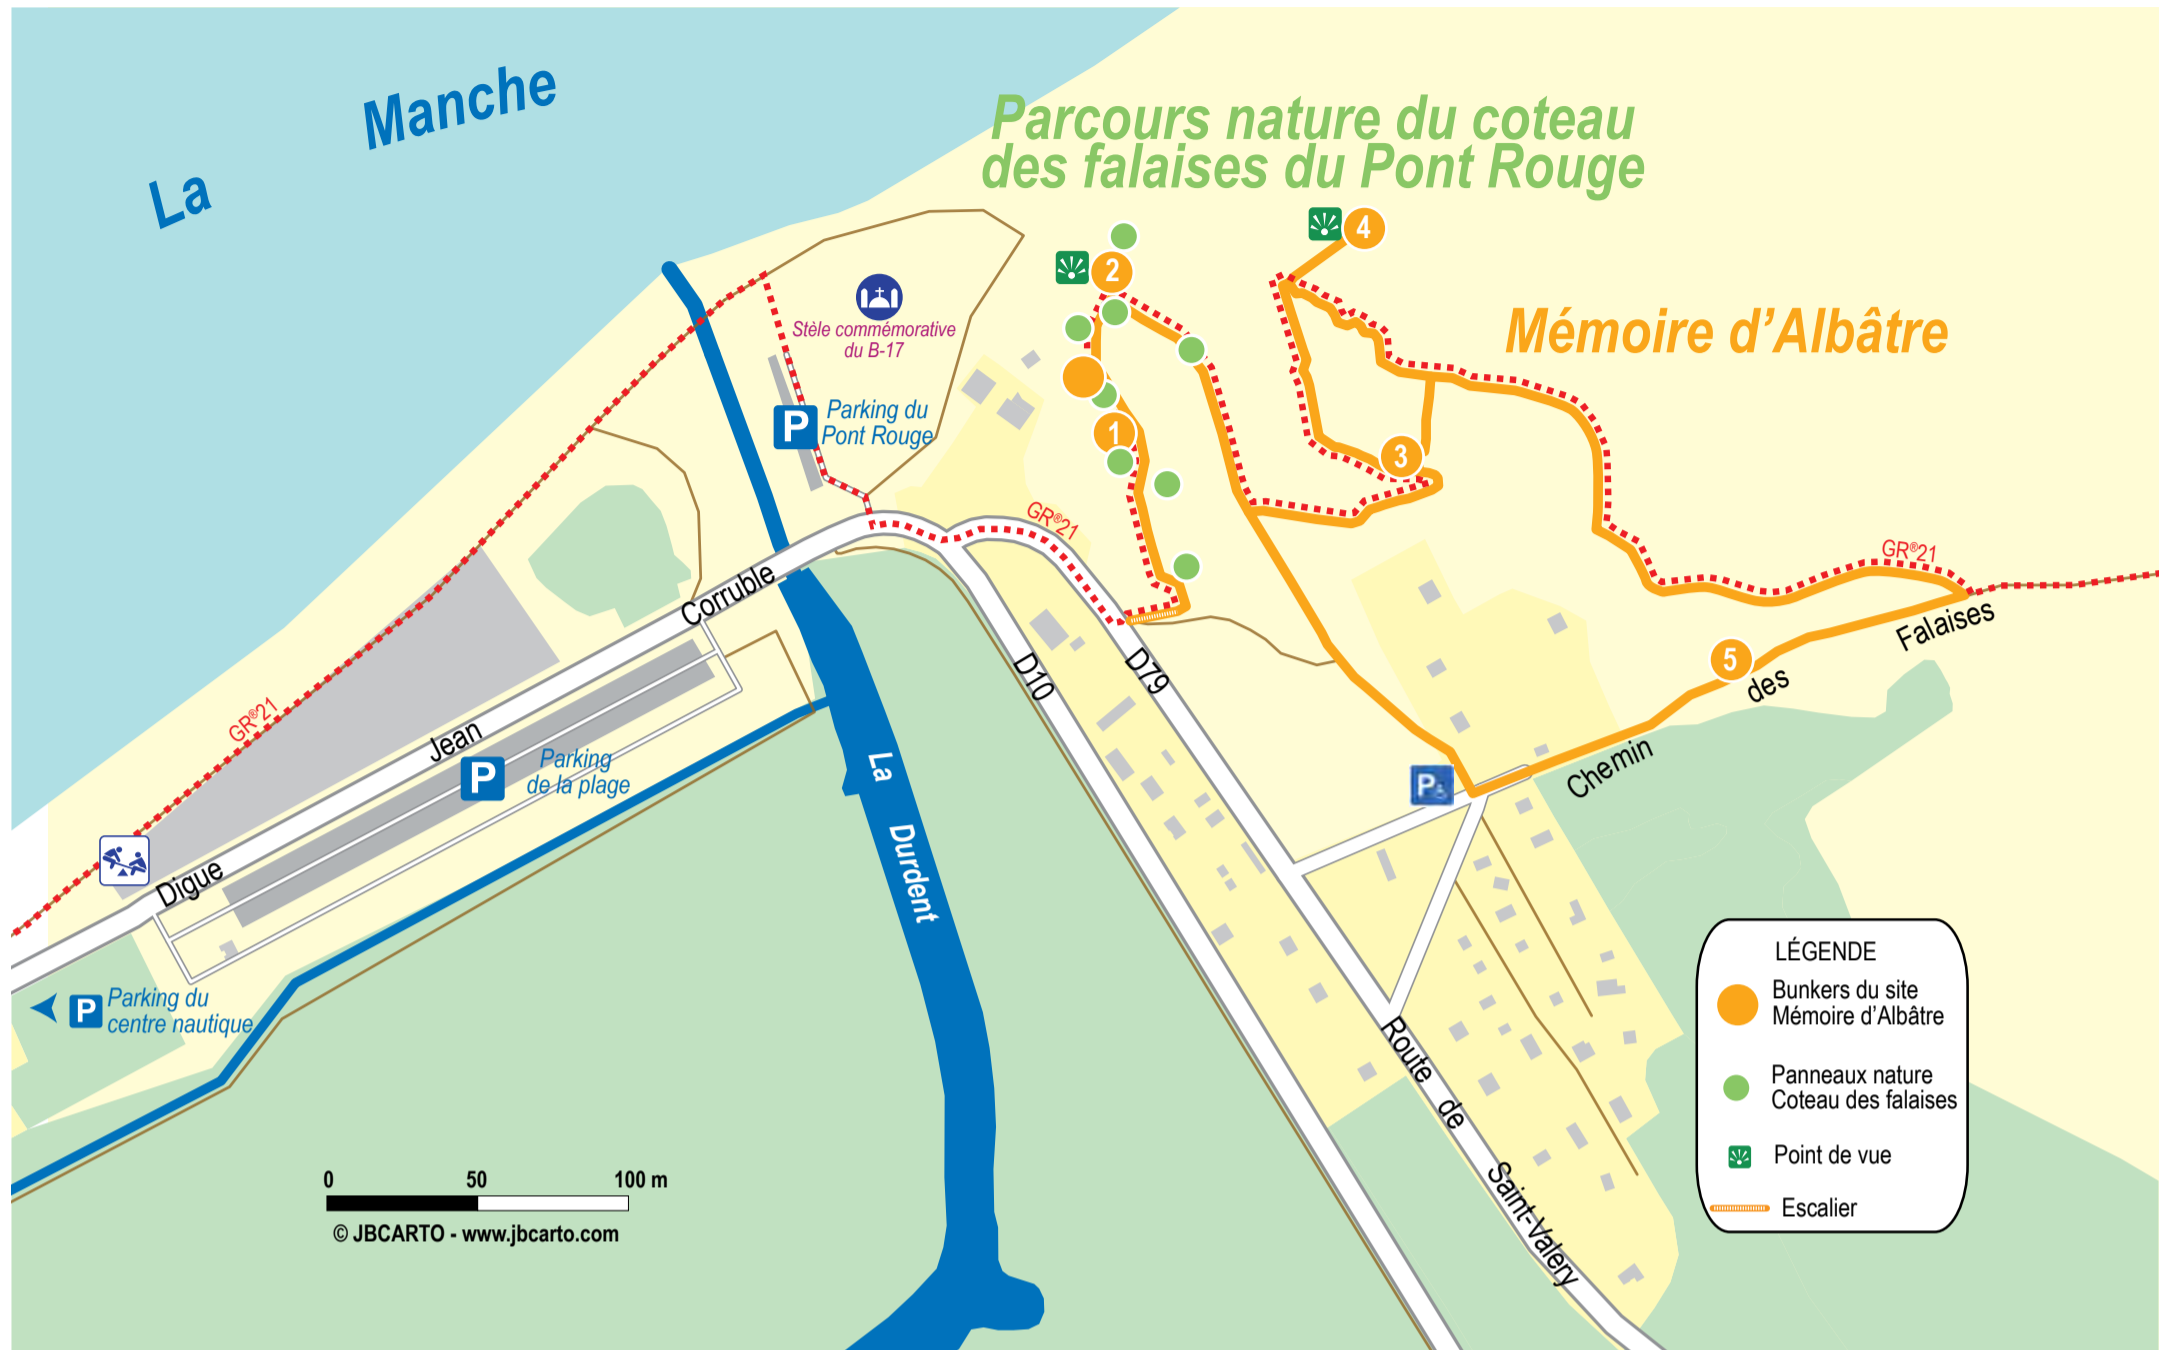 La Manche
Parcours nature du coteau
des falaises du Pont Rouge
4
2
Stèle commémorative
du B-17
Mémoire d’Albâtre
P
Parking du
Pont Rouge
1
3
GR®21
GR®21
GR®21
Digue Jean Corruble
D10
D79
5
Chemin des Falaises
P
Parking
de la plage
La Durdent
P
P
Parking du
centre nautique
Route de Saint-Valery
LÉGENDE
Bunkers du site
Mémoire d’Albâtre
Panneaux nature
Coteau des falaises
Point de vue
Escalier
0 50 100 m
© JBCARTO - www.jbcarto.com